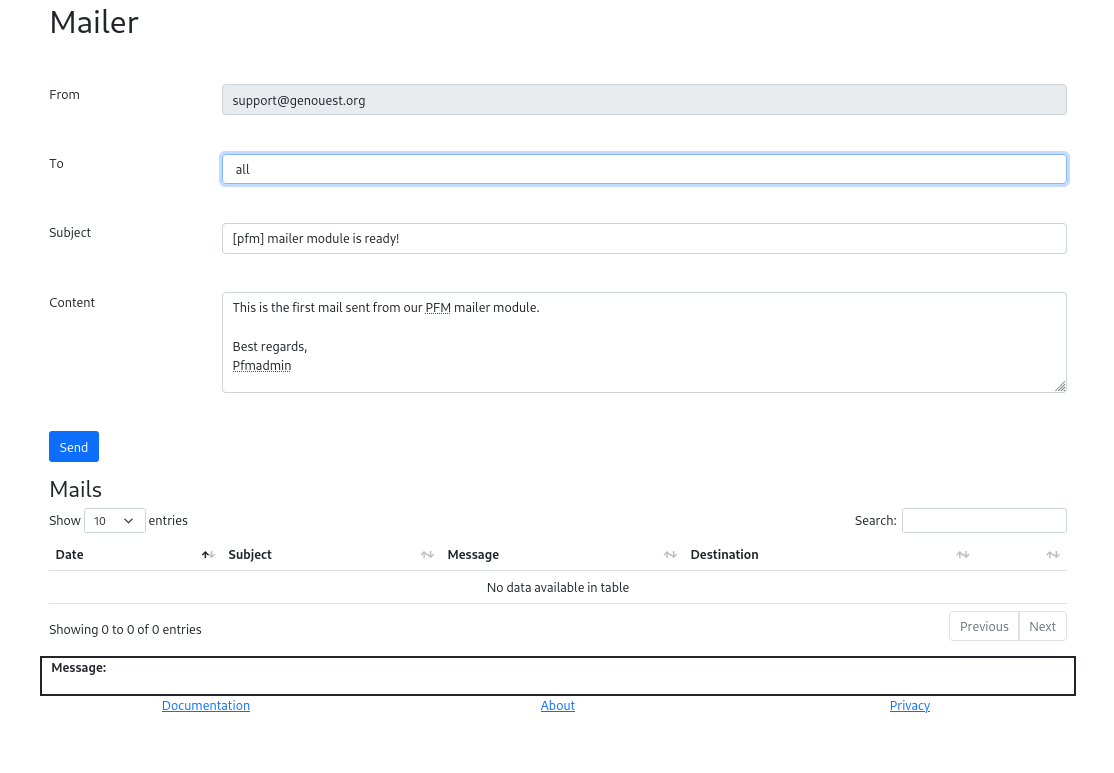 Mailer
From
support@genouest.org
To
all
Subject
[pfm] mailer module is ready!
Content
This is the first mail sent from our PFM mailer module.
Best regards,
Pfmadmin
Send
Mails
Show 10 entries
Search:
Date Subject Message Destination
No data available in table
Showing 0 to 0 of 0 entries
Previous Next
Message:
Documentation About Privacy